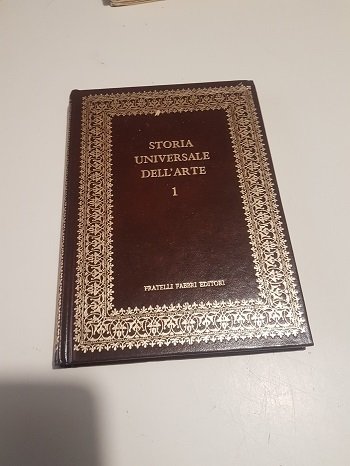 STORIA
UNIVERSALE
DELL'ARTE
1
FRATELLI FABBRI EDITORI